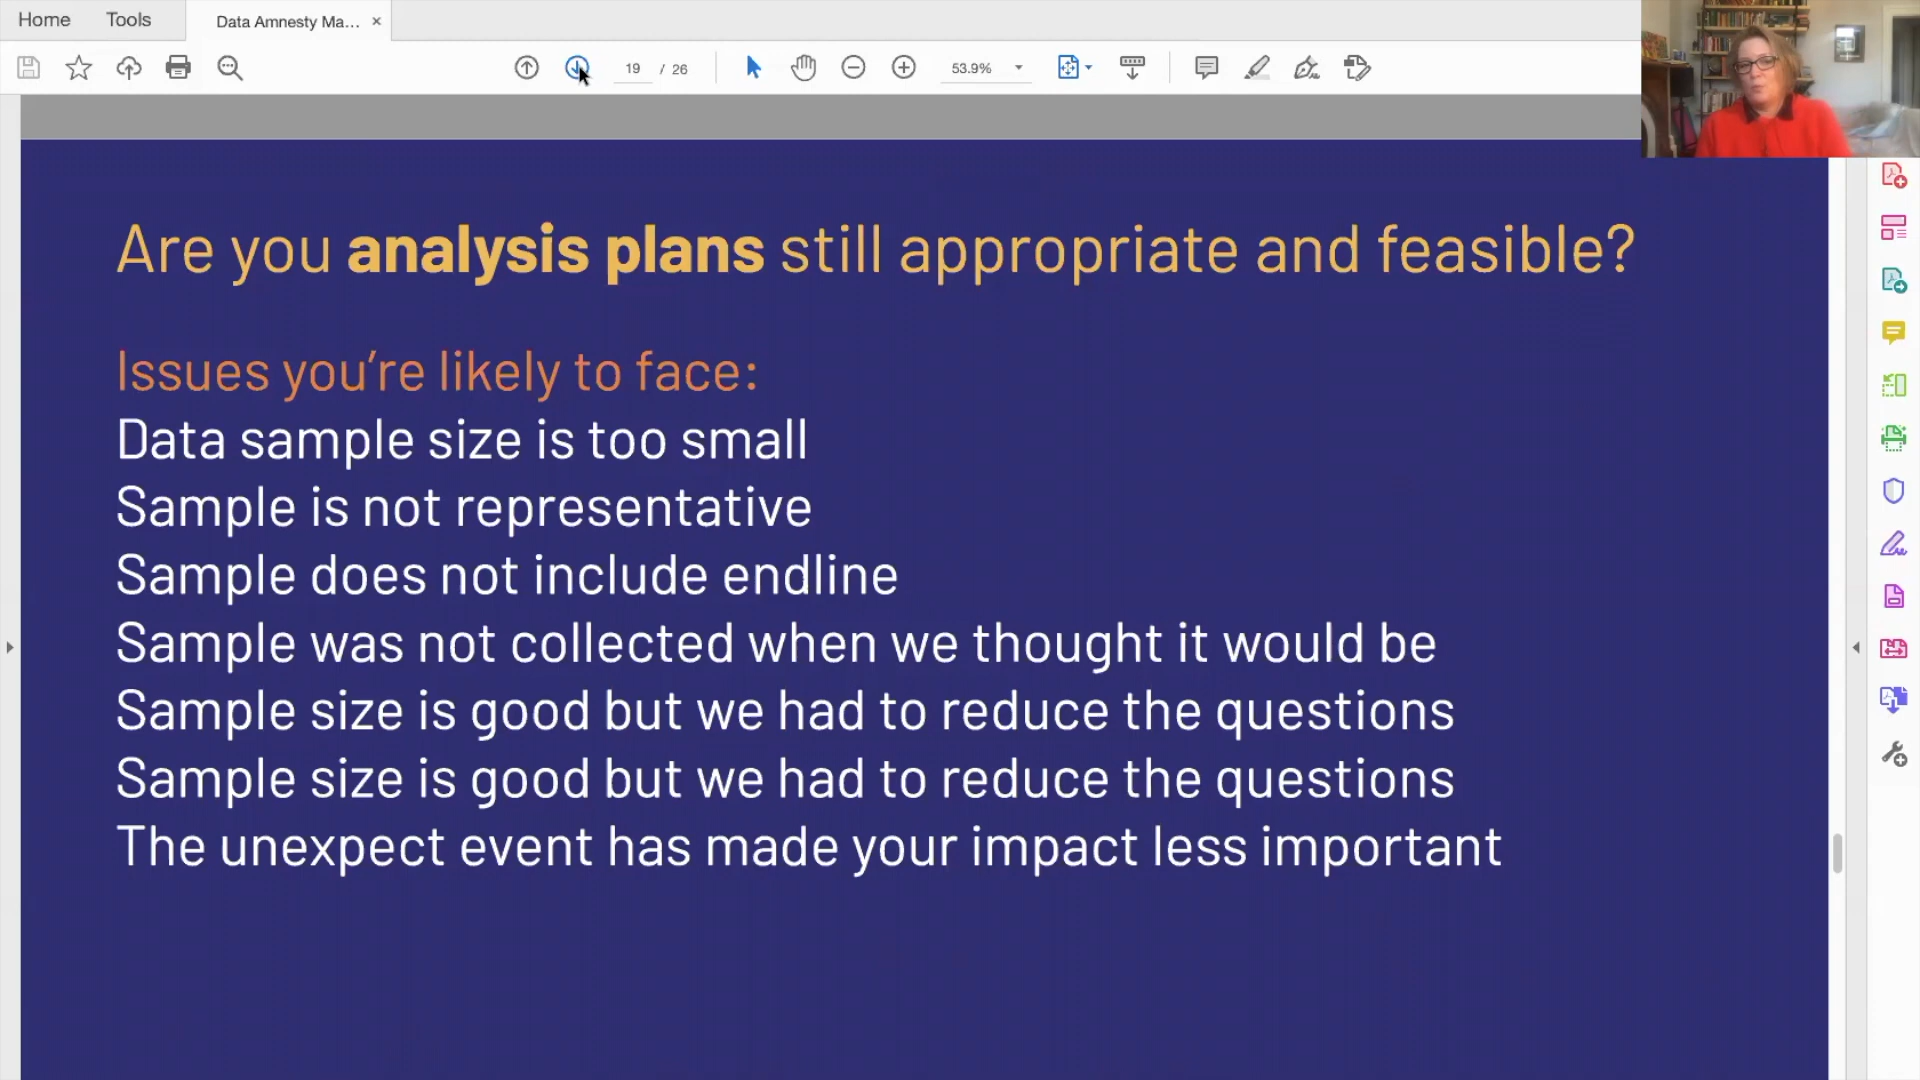 Home Tools Data Amnesty Ma... ×
19 / 26 53.9%
Are you analysis plans still appropriate and feasible?
Issues you're likely to face:
Data sample size is too small
Sample is not representative
Sample does not include endline
Sample was not collected when we thought it would be
Sample size is good but we had to reduce the questions
Sample size is good but we had to reduce the questions
The unexpect event has made your impact less important